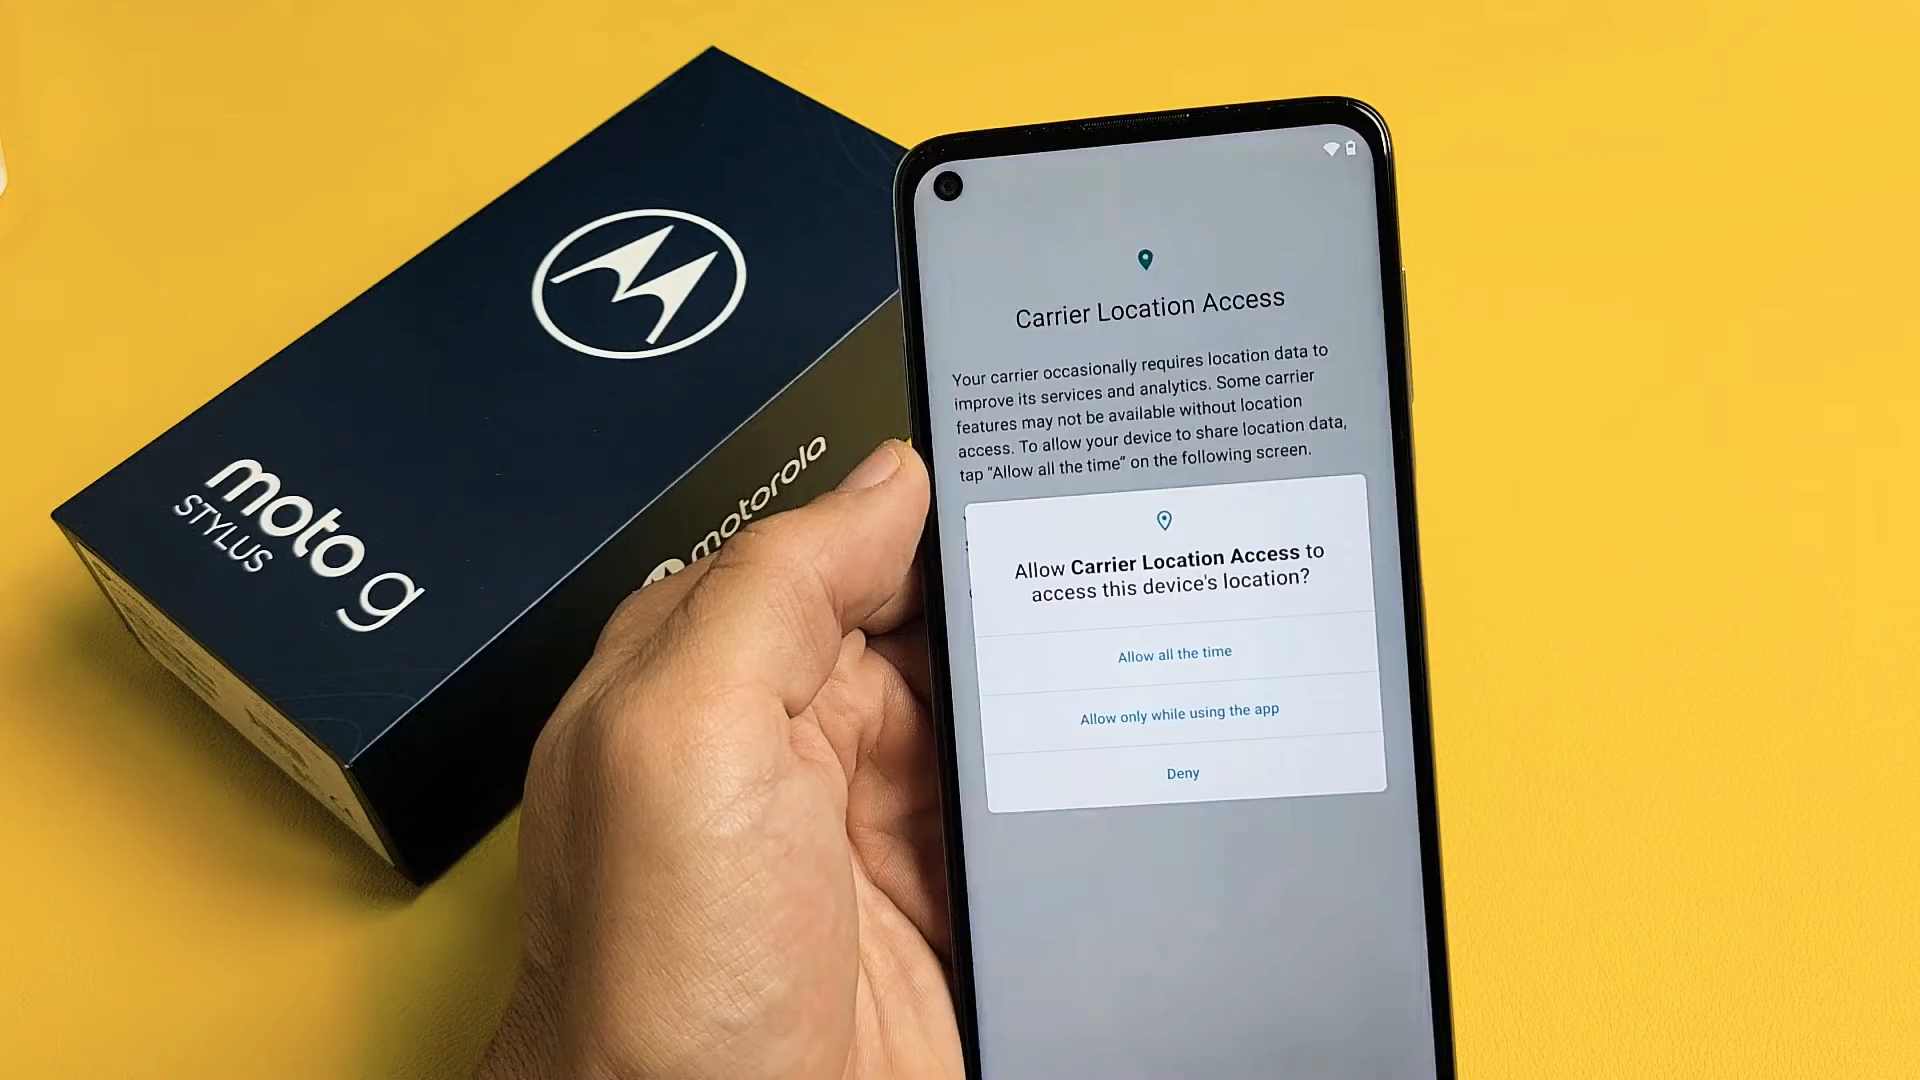 moto g
STYLUS
motorola
Carrier Location Access
Your carrier occasionally requires location data to
improve its services and analytics. Some carrier
features may not be available without location
access. To allow your device to share location data,
tap "Allow all the time" on the following screen.
Allow Carrier Location Access to
access this device's location?
Allow all the time
Allow only while using the app
Deny